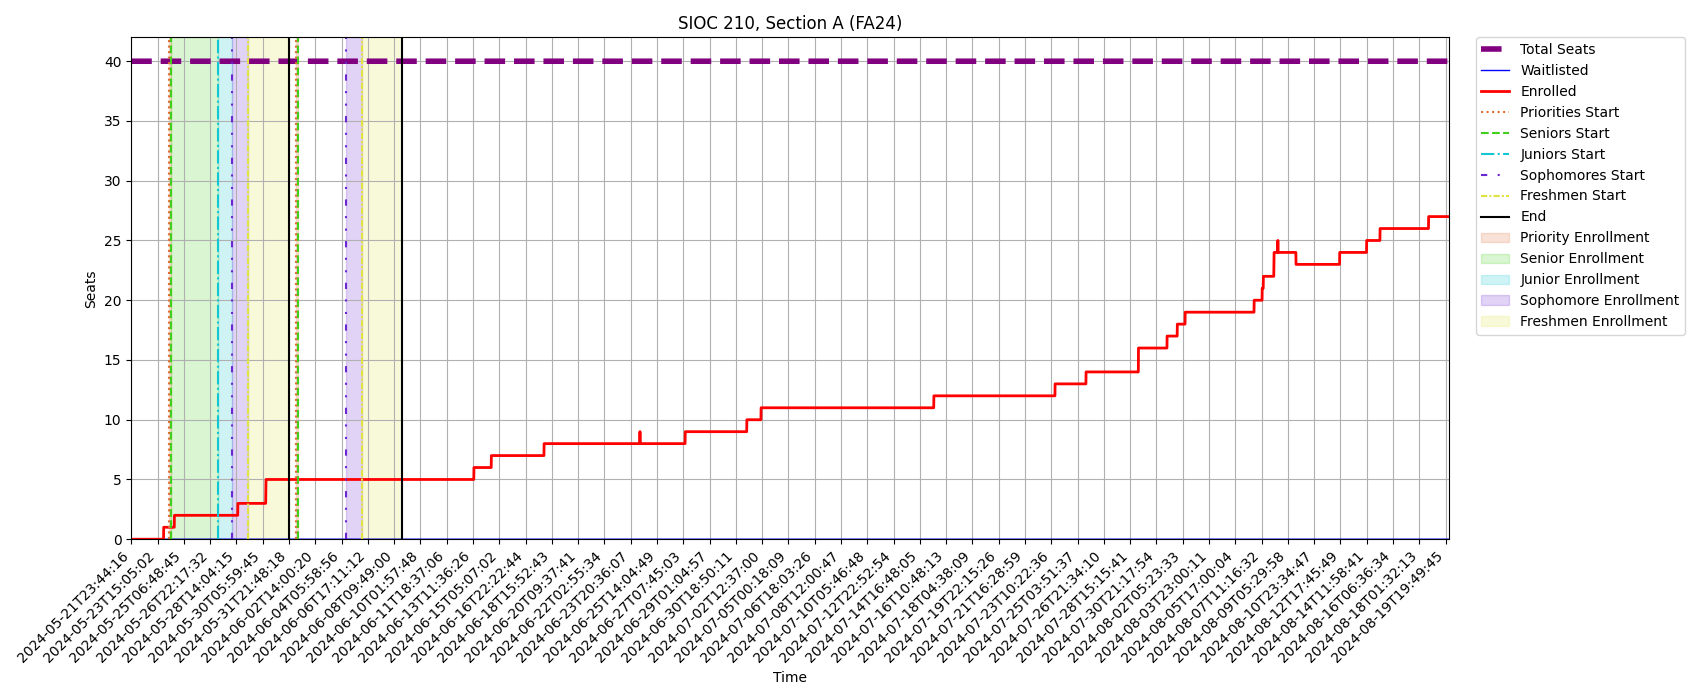 SIOC 210, Section A (FA24)
Seats
40
35
30
25
20
15
10
5
0
2024-05-21T23:44:16
2024-05-23T15:05:02
2024-05-25T06:48:45
2024-05-26T22:17:32
2024-05-28T14:04:15
2024-05-30T05:59:45
2024-05-31T21:48:18
2024-06-02T14:00:20
2024-06-04T05:58:56
2024-06-06T17:11:12
2024-06-08T09:49:00
2024-06-10T01:57:48
2024-06-11T18:37:06
2024-06-13T11:36:26
2024-06-15T05:07:02
2024-06-16T22:22:44
2024-06-18T15:52:43
2024-06-20T09:37:41
2024-06-22T02:55:34
2024-06-23T20:36:07
2024-06-25T14:04:49
2024-06-27T07:45:03
2024-06-29T01:04:57
2024-06-30T18:50:11
2024-07-02T12:37:00
2024-07-05T00:18:09
2024-07-06T18:03:26
2024-07-08T12:00:47
2024-07-10T05:46:48
2024-07-12T22:52:54
2024-07-14T16:48:05
2024-07-16T10:48:13
2024-07-18T04:38:09
2024-07-19T22:15:26
2024-07-21T16:28:59
2024-07-23T10:22:36
2024-07-25T03:51:37
2024-07-26T21:34:10
2024-07-28T15:15:41
2024-07-30T21:17:54
2024-08-02T05:23:33
2024-08-03T23:00:11
2024-08-05T17:00:04
2024-08-07T11:16:32
2024-08-09T05:29:58
2024-08-10T23:34:47
2024-08-12T17:45:49
2024-08-14T11:58:41
2024-08-16T06:36:34
2024-08-18T01:32:13
2024-08-19T19:49:45
Time
Total Seats
Waitlisted
Enrolled
Priorities Start
Seniors Start
Juniors Start
Sophomores Start
Freshmen Start
End
Priority Enrollment
Senior Enrollment
Junior Enrollment
Sophomore Enrollment
Freshmen Enrollment